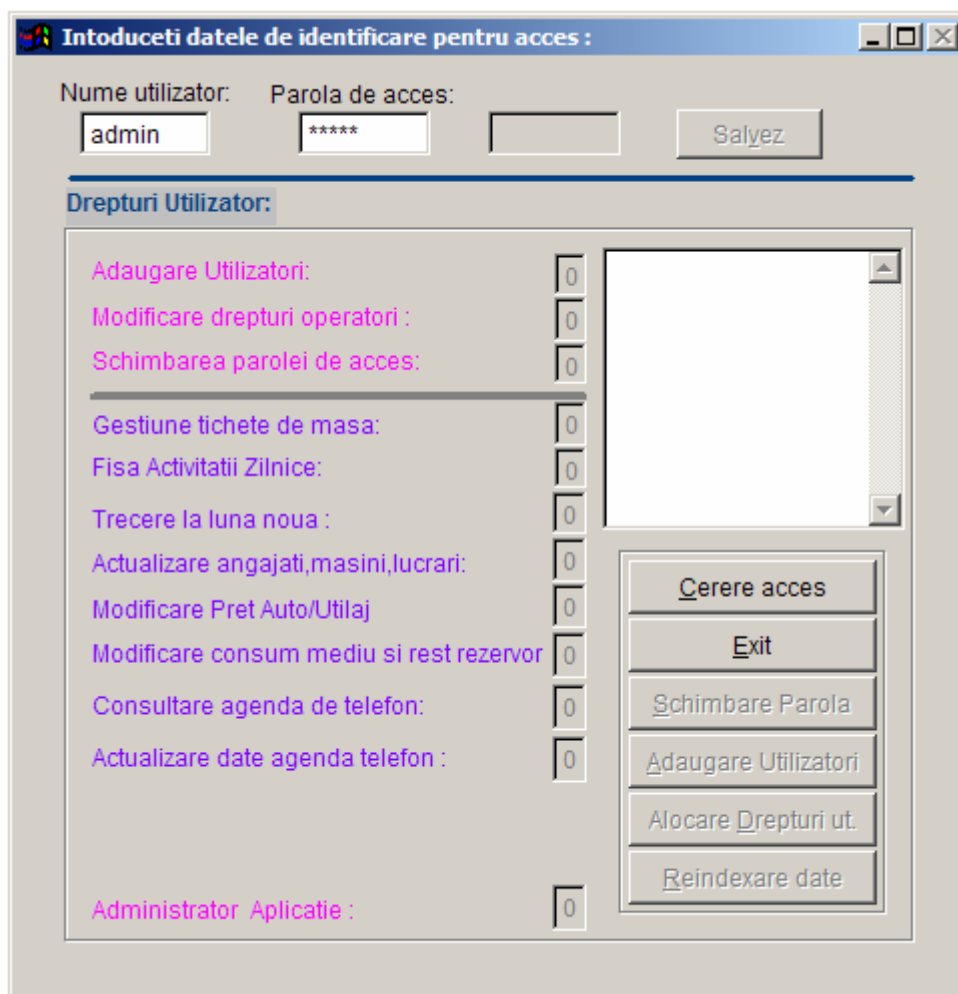 Intoduceti datele de identificare pentru acces :
Nume utilizator: Parola de acces:
admin ***** Salvez
Drepturi Utilizator:
Adaugare Utilizatori: 0
Modificare drepturi operatori : 0
Schimbarea parolei de acces: 0
Gestiune tichete de masa: 0
Fisa Activitatii Zilnice: 0
Trecere la luna noua : 0
Actualizare angajati,masini,lucrari: 0
Modificare Pret Auto/Utilaj 0
Modificare consum mediu si rest rezervor 0
Consultare agenda de telefon: 0
Actualizare date agenda telefon : 0
Administrator Aplicatie : 0
Cerere acces
Exit
Schimbare Parola
Adaugare Utilizatori
Alocare Drepturi ut.
Reindexare date